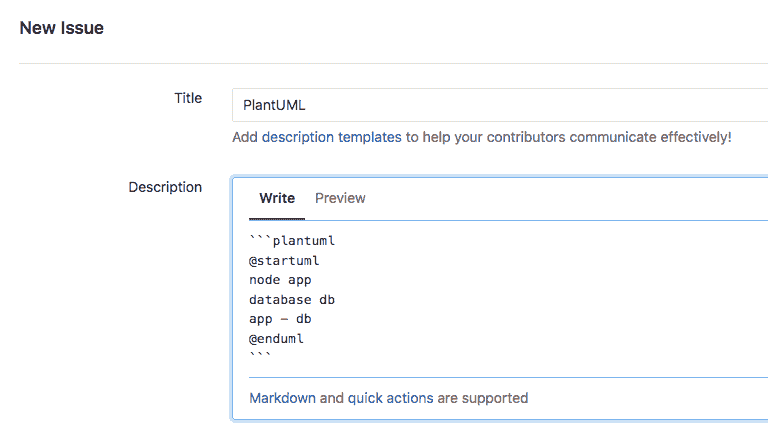 New Issue
Title
PlantUML
Add description templates to help your contributors communicate effectively!
Description
Write Preview
```plantuml
@startuml
node app
database db
app – db
@enduml
```
Markdown and quick actions are supported